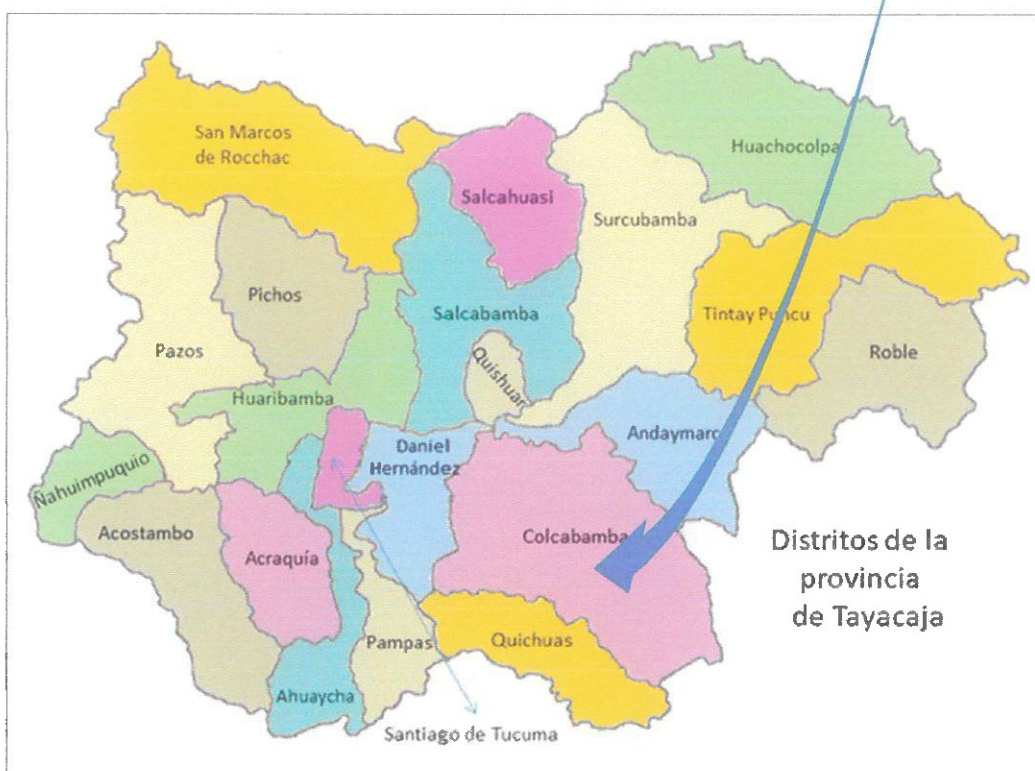 San Marcos
de Rocchac
Huachocolpa
Salcahuasi
Surcubamba
Pichos
Salcabamba
Tintay Puncu
Pazos
Roble
Quishuar
Huaribamba
Andaymarc
Daniel
Hernández
Ñahuimpuquio
Acostambo
Colcabamba
Acraquía
Distritos de la
provincia
de Tayacaja
Pampas
Quichuas
Ahuaycha
Santiago de Tucuma